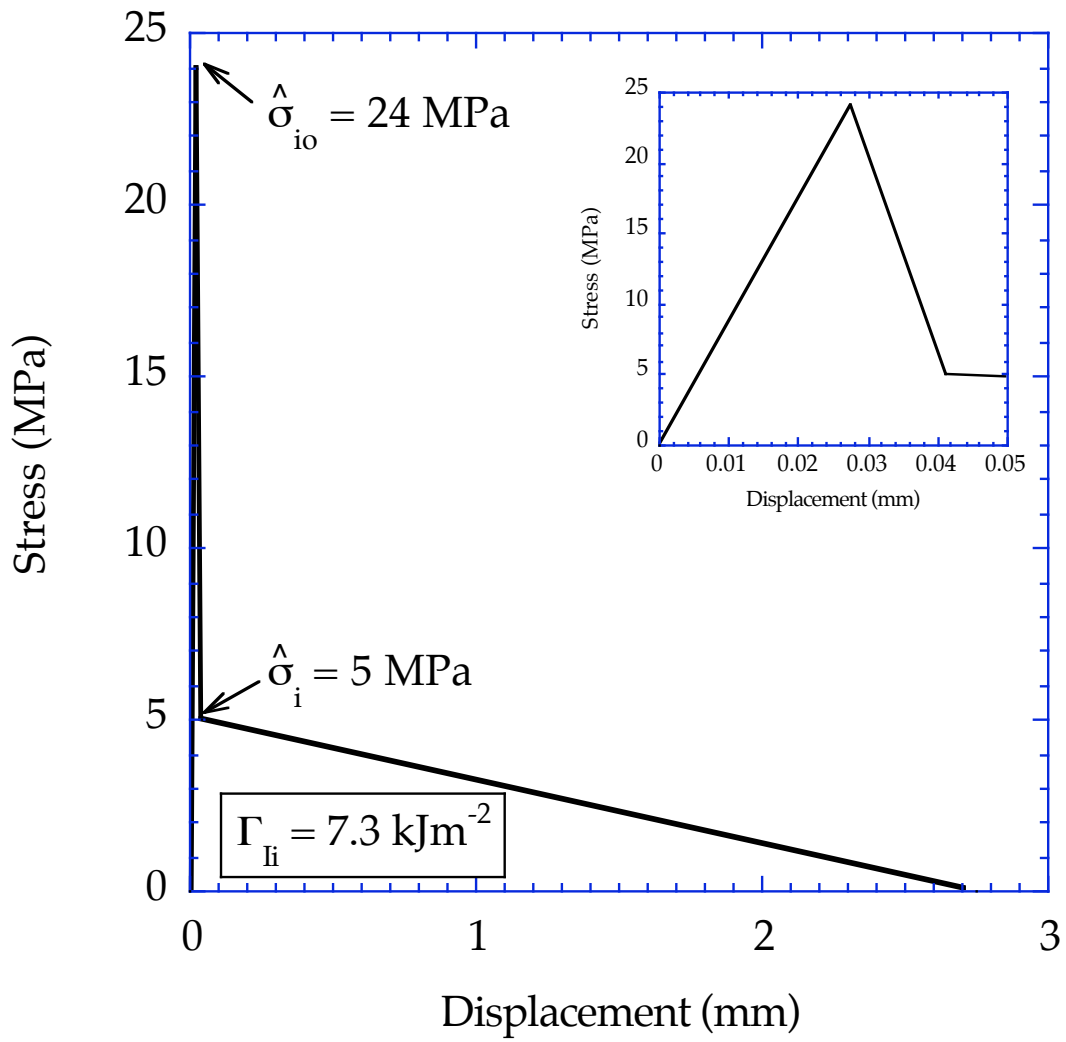 25
20
15
10
5
0
Stress (MPa)
σ̂io = 24 MPa
σ̂i = 5 MPa
ΓIi = 7.3 kJm-2
0 1 2 3
Displacement (mm)
25
20
15
10
5
0
Stress (MPa)
0 0.01 0.02 0.03 0.04 0.05
Displacement (mm)